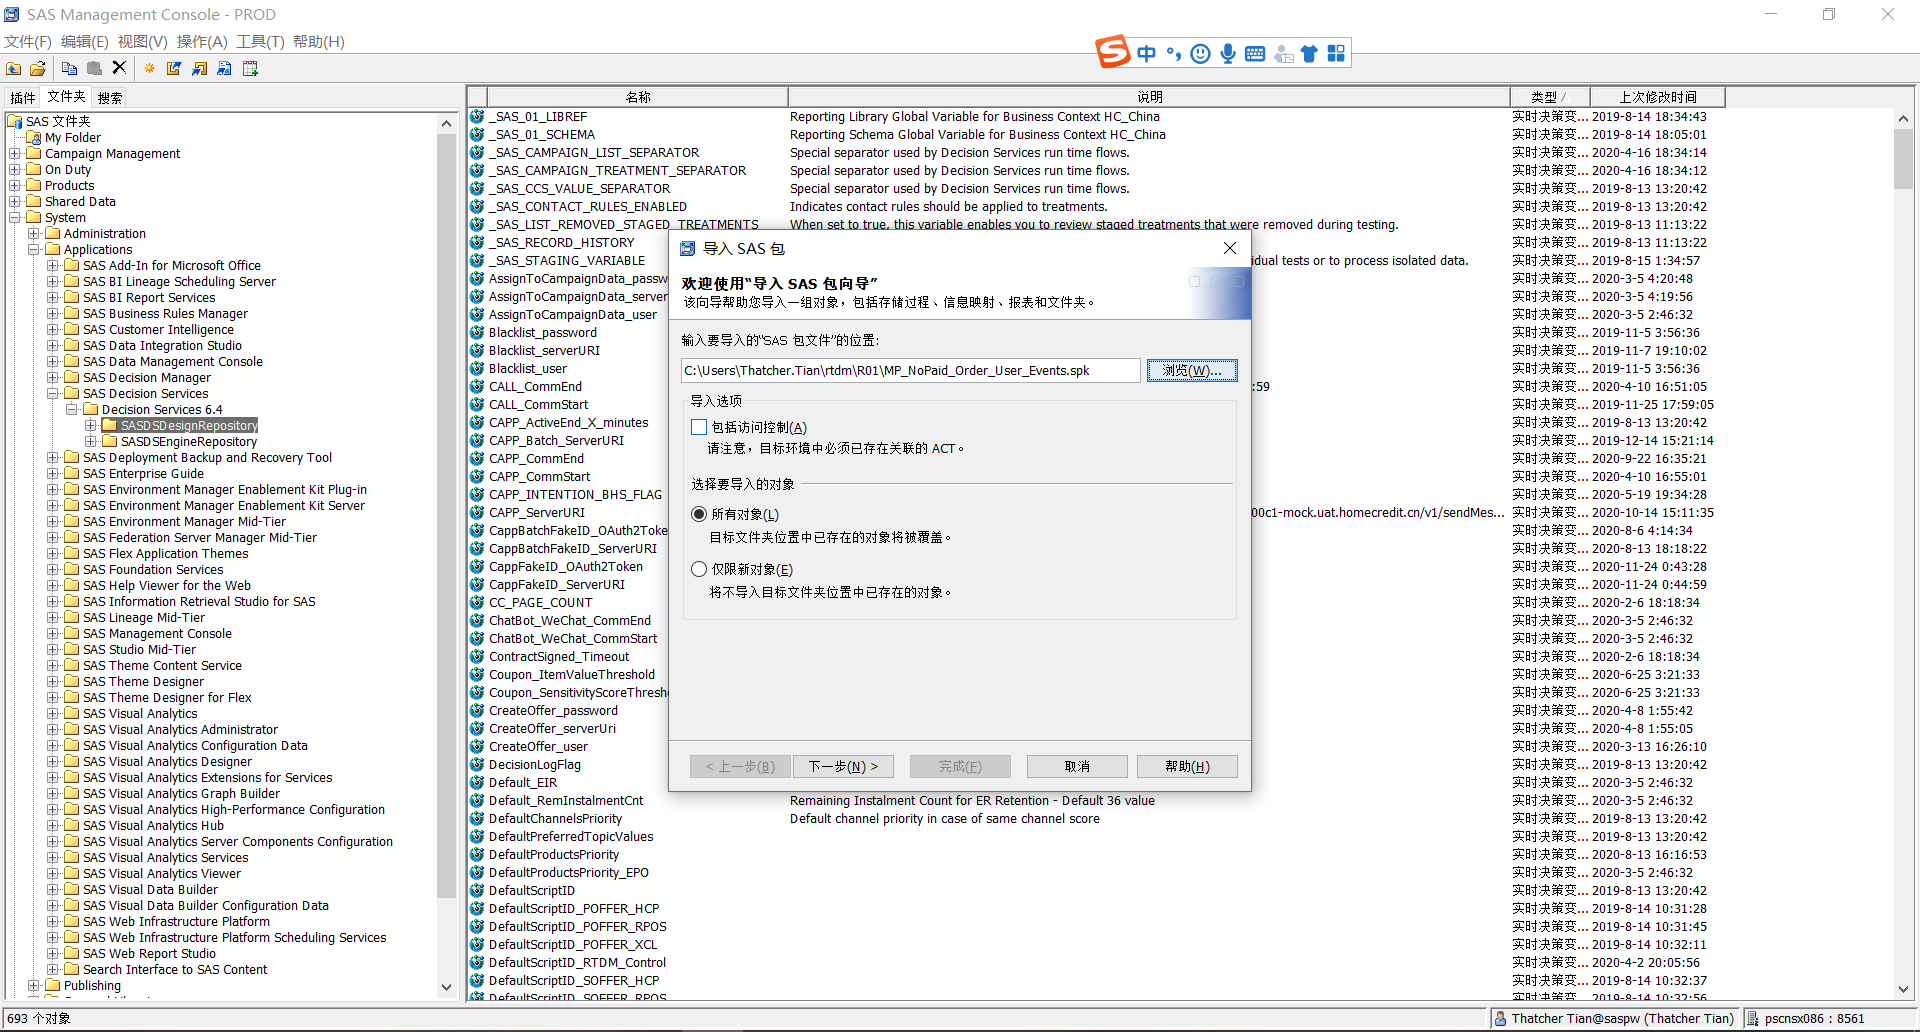 SAS Management Console - PROD
文件(F) 编辑(E) 视图(V) 操作(A) 工具(T) 帮助(H)
中
插件 文件夹 搜索
SAS 文件夹
My Folder
Campaign Management
On Duty
Products
Shared Data
System
Administration
Applications
SAS Add-In for Microsoft Office
SAS BI Lineage Scheduling Server
SAS BI Report Services
SAS Business Rules Manager
SAS Customer Intelligence
SAS Data Integration Studio
SAS Data Management Console
SAS Decision Manager
SAS Decision Services
Decision Services 6.4
SASDSDesignRepository
SASDSEngineRepository
SAS Deployment Backup and Recovery Tool
SAS Enterprise Guide
SAS Environment Manager Enablement Kit Plug-in
SAS Environment Manager Enablement Kit Server
SAS Environment Manager Mid-Tier
SAS Federation Server Manager Mid-Tier
SAS Flex Application Themes
SAS Foundation Services
SAS Help Viewer for the Web
SAS Information Retrieval Studio for SAS
SAS Lineage Mid-Tier
SAS Management Console
SAS Studio Mid-Tier
SAS Theme Content Service
SAS Theme Designer
SAS Theme Designer for Flex
SAS Visual Analytics
SAS Visual Analytics Administrator
SAS Visual Analytics Configuration Data
SAS Visual Analytics Designer
SAS Visual Analytics Extensions for Services
SAS Visual Analytics Graph Builder
SAS Visual Analytics High-Performance Configuration
SAS Visual Analytics Hub
SAS Visual Analytics Server Components Configuration
SAS Visual Analytics Services
SAS Visual Analytics Viewer
SAS Visual Data Builder
SAS Visual Data Builder Configuration Data
SAS Web Infrastructure Platform
SAS Web Infrastructure Platform Scheduling Services
SAS Web Report Studio
Search Interface to SAS Content
Publishing
名称 说明 类型 上次修改时间
_SAS_01_LIBREF Reporting Library Global Variable for Business Context HC_China 实时决策变... 2019-8-14 18:34:43
_SAS_01_SCHEMA Reporting Schema Global Variable for Business Context HC_China 实时决策变... 2019-8-14 18:05:01
_SAS_CAMPAIGN_LIST_SEPARATOR Special separator used by Decision Services run time flows. 实时决策变... 2020-4-16 18:34:14
_SAS_CAMPAIGN_TREATMENT_SEPARATOR Special separator used by Decision Services run time flows. 实时决策变... 2020-4-16 18:34:12
_SAS_CCS_VALUE_SEPARATOR Special separator used by Decision Services run time flows. 实时决策变... 2019-8-13 13:20:42
_SAS_CONTACT_RULES_ENABLED Indicates contact rules should be applied to treatments. 实时决策变... 2019-8-13 13:20:42
_SAS_LIST_REMOVED_STAGED_TREATMENTS When set to true, this variable enables you to review staged treatments that were removed during testing. 实时决策变... 2019-8-13 11:13:22
_SAS_RECORD_HISTORY 实时决策变... 2019-8-13 11:13:22
_SAS_STAGING_VARIABLE idual tests or to process isolated data. 实时决策变... 2019-8-15 1:34:57
AssignToCampaignData_passw 实时决策变... 2020-3-5 4:20:48
AssignToCampaignData_server 实时决策变... 2020-3-5 4:19:56
AssignToCampaignData_user 实时决策变... 2020-3-5 2:46:32
Blacklist_password 实时决策变... 2019-11-5 3:56:36
Blacklist_serverURI 实时决策变... 2019-11-7 19:10:02
Blacklist_user 实时决策变... 2019-11-5 3:56:36
CALL_CommEnd :59 实时决策变... 2020-4-10 16:51:05
CALL_CommStart 实时决策变... 2019-11-25 17:59:05
CAPP_ActiveEnd_X_minutes 实时决策变... 2019-8-13 13:20:42
CAPP_Batch_ServerURI 实时决策变... 2019-12-14 15:21:14
CAPP_CommEnd 实时决策变... 2020-9-22 16:35:21
CAPP_CommStart 实时决策变... 2020-4-10 16:55:01
CAPP_INTENTION_BHS_FLAG 实时决策变... 2020-5-19 19:34:28
CAPP_ServerURI 00c1-mock.uat.homecredit.cn/v1/sendMes... 实时决策变... 2020-10-14 15:11:35
CappBatchFakeID_OAuth2Toke 实时决策变... 2020-8-6 4:14:34
CappBatchFakeID_ServerURI 实时决策变... 2020-8-13 18:18:22
CappFakeID_OAuth2Token 实时决策变... 2020-11-24 0:43:28
CappFakeID_ServerURI 实时决策变... 2020-11-24 0:44:59
CC_PAGE_COUNT 实时决策变... 2020-2-6 18:18:34
ChatBot_WeChat_CommEnd 实时决策变... 2020-3-5 2:46:32
ChatBot_WeChat_CommStart 实时决策变... 2020-3-5 2:46:32
ContractSigned_Timeout 实时决策变... 2020-2-6 18:18:34
Coupon_ItemValueThreshold 实时决策变... 2020-6-25 3:21:33
Coupon_SensitivityScoreThresh 实时决策变... 2020-6-25 3:21:33
CreateOffer_password 实时决策变... 2020-4-8 1:55:42
CreateOffer_serverUri 实时决策变... 2020-4-8 1:55:05
CreateOffer_user 实时决策变... 2020-3-13 16:26:10
DecisionLogFlag 实时决策变... 2019-8-13 13:20:42
Default_EIR 实时决策变... 2020-3-5 2:46:32
Default_RemInstalmentCnt Remaining Instalment Count for ER Retention - Default 36 value 实时决策变... 2020-3-5 2:46:32
DefaultChannelsPriority Default channel priority in case of same channel score 实时决策变... 2019-8-13 13:20:42
DefaultPreferredTopicValues 实时决策变... 2019-8-13 13:20:42
DefaultProductsPriority 实时决策变... 2020-8-13 16:16:53
DefaultProductsPriority_EPO 实时决策变... 2020-3-5 2:46:32
DefaultScriptID 实时决策变... 2019-8-13 13:20:42
DefaultScriptID_POFFER_HCP 实时决策变... 2019-8-14 10:31:28
DefaultScriptID_POFFER_RPOS 实时决策变... 2019-8-14 10:31:45
DefaultScriptID_POFFER_XCL 实时决策变... 2019-8-14 10:32:11
DefaultScriptID_RTDM_Control 实时决策变... 2020-4-2 20:05:56
DefaultScriptID_SOFFER_HCP 实时决策变... 2019-8-14 10:32:37
DefaultScriptID_SOFFER_RPOS 实时决策变... 2019-8-14 10:32:56
导入 SAS 包
欢迎使用“导入 SAS 包向导”
该向导帮助您导入一组对象，包括存储过程、信息映射、报表和文件夹。
输入要导入的“SAS 包文件”的位置:
C:\Users\Thatcher.Tian\rtdm\R01\MP_NoPaid_Order_User_Events.spk 浏览(W)...
导入选项
包括访问控制(A)
请注意，目标环境中必须已存在关联的 ACT。
选择要导入的对象
所有对象(L)
目标文件夹位置中已存在的对象将被覆盖。
仅限新对象(E)
将不导入目标文件夹位置中已存在的对象。
< 上一步(B) 下一步(N) > 完成(F) 取消 帮助(H)
693 个对象 Thatcher Tian@saspw (Thatcher Tian) pscnsx086 : 8561